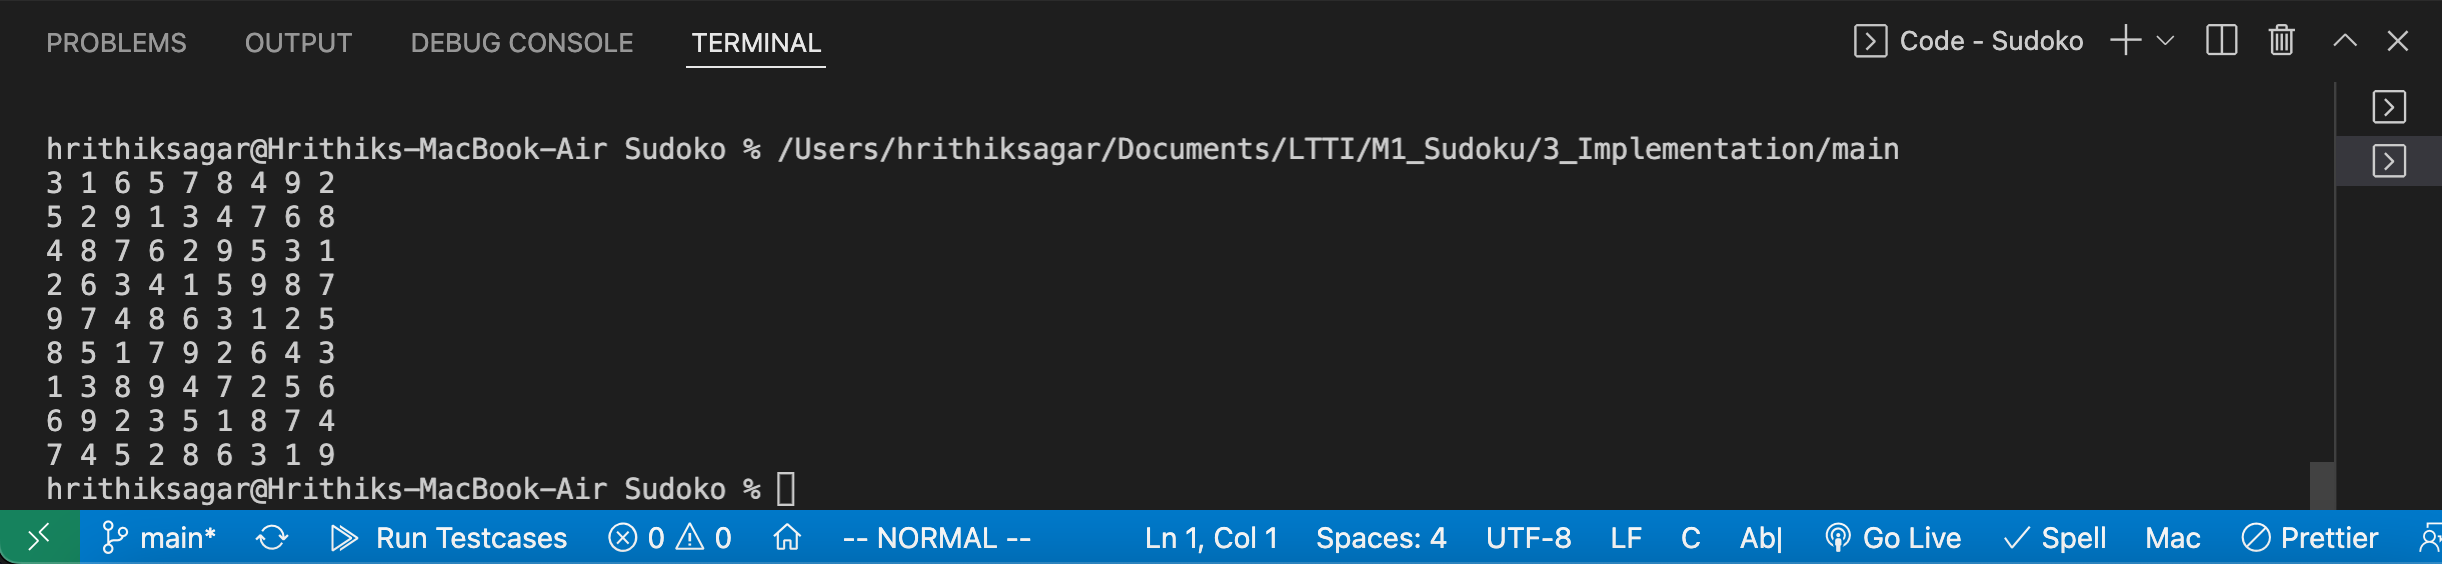 PROBLEMS OUTPUT DEBUG CONSOLE TERMINAL Code - Sudoko
hrithiksagar@Hrithiks-MacBook-Air Sudoko % /Users/hrithiksagar/Documents/LTTI/M1_Sudoku/3_Implementation/main
3 1 6 5 7 8 4 9 2
5 2 9 1 3 4 7 6 8
4 8 7 6 2 9 5 3 1
2 6 3 4 1 5 9 8 7
9 7 4 8 6 3 1 2 5
8 5 1 7 9 2 6 4 3
1 3 8 9 4 7 2 5 6
6 9 2 3 5 1 8 7 4
7 4 5 2 8 6 3 1 9
hrithiksagar@Hrithiks-MacBook-Air Sudoko %
main* Run Testcases 0 0 -- NORMAL -- Ln 1, Col 1 Spaces: 4 UTF-8 LF C Ab| Go Live Spell Mac Prettier